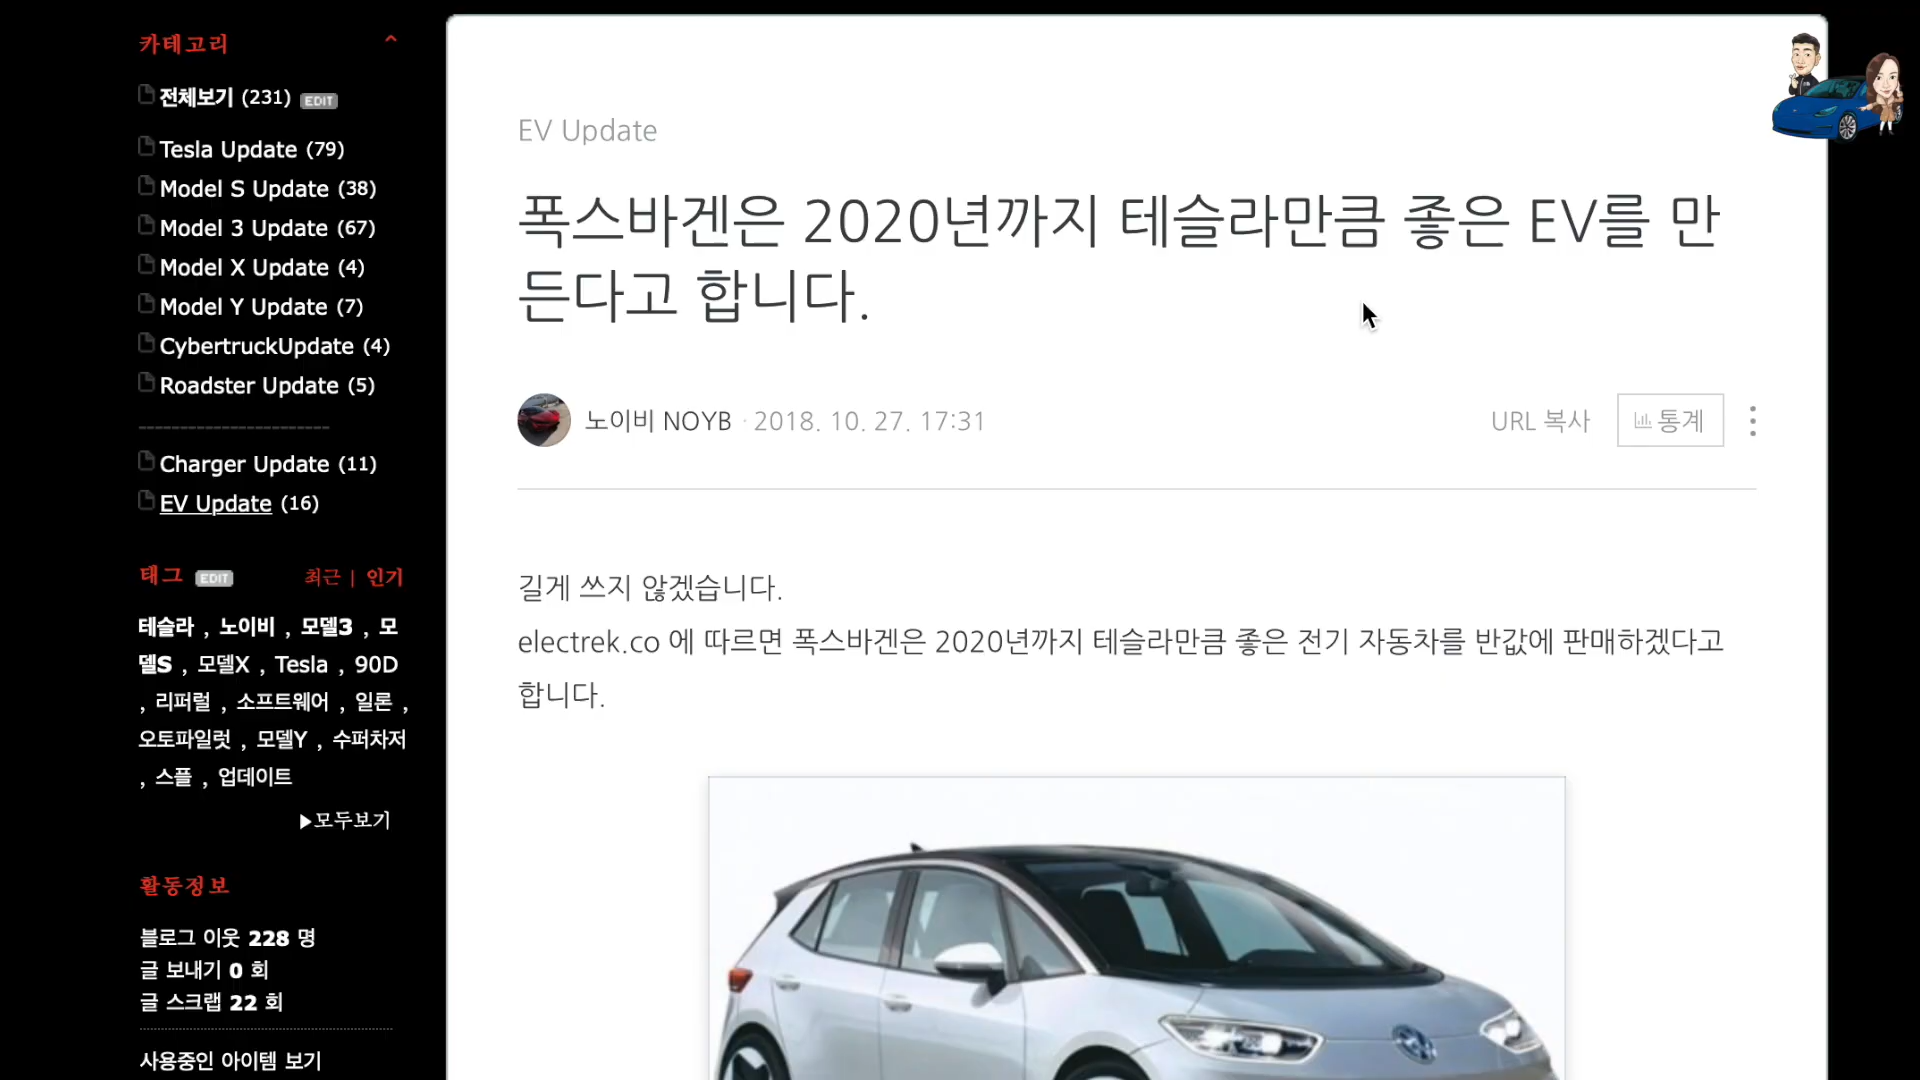 카테고리
전체보기 (231) EDIT
Tesla Update (79)
Model S Update (38)
Model 3 Update (67)
Model X Update (4)
Model Y Update (7)
CybertruckUpdate (4)
Roadster Update (5)
-----------------------
Charger Update (11)
EV Update (16)
태그 EDIT 최근 | 인기
테슬라 , 노이비 , 모델3 , 모
델S , 모델X , Tesla , 90D
, 리퍼럴 , 소프트웨어 , 일론 ,
오토파일럿 , 모델Y , 수퍼차저
, 스플 , 업데이트
▶모두보기
활동정보
블로그 이웃 228 명
글 보내기 0 회
글 스크랩 22 회
사용중인 아이템 보기
EV Update
폭스바겐은 2020년까지 테슬라만큼 좋은 EV를 만
든다고 합니다.
노이비 NOYB · 2018. 10. 27. 17:31
URL 복사 통계
길게 쓰지 않겠습니다.
electrek.co 에 따르면 폭스바겐은 2020년까지 테슬라만큼 좋은 전기 자동차를 반값에 판매하겠다고
합니다.